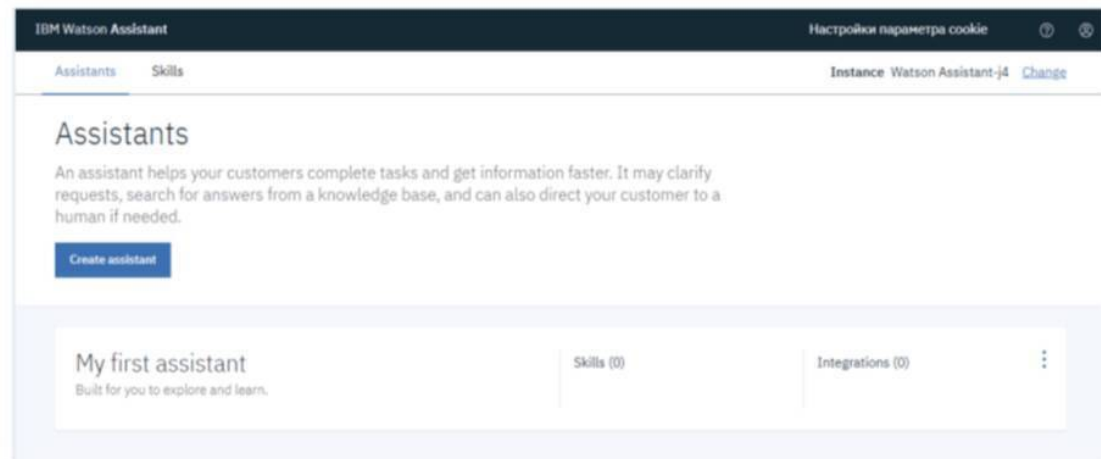 IBM Watson Assistant
Настройки параметра cookie
Assistants Skills
Instance Watson Assistant-j4 Change
Assistants
An assistant helps your customers complete tasks and get information faster. It may clarify
requests, search for answers from a knowledge base, and can also direct your customer to a
human if needed.
Create assistant
My first assistant
Built for you to explore and learn.
Skills (0)
Integrations (0)